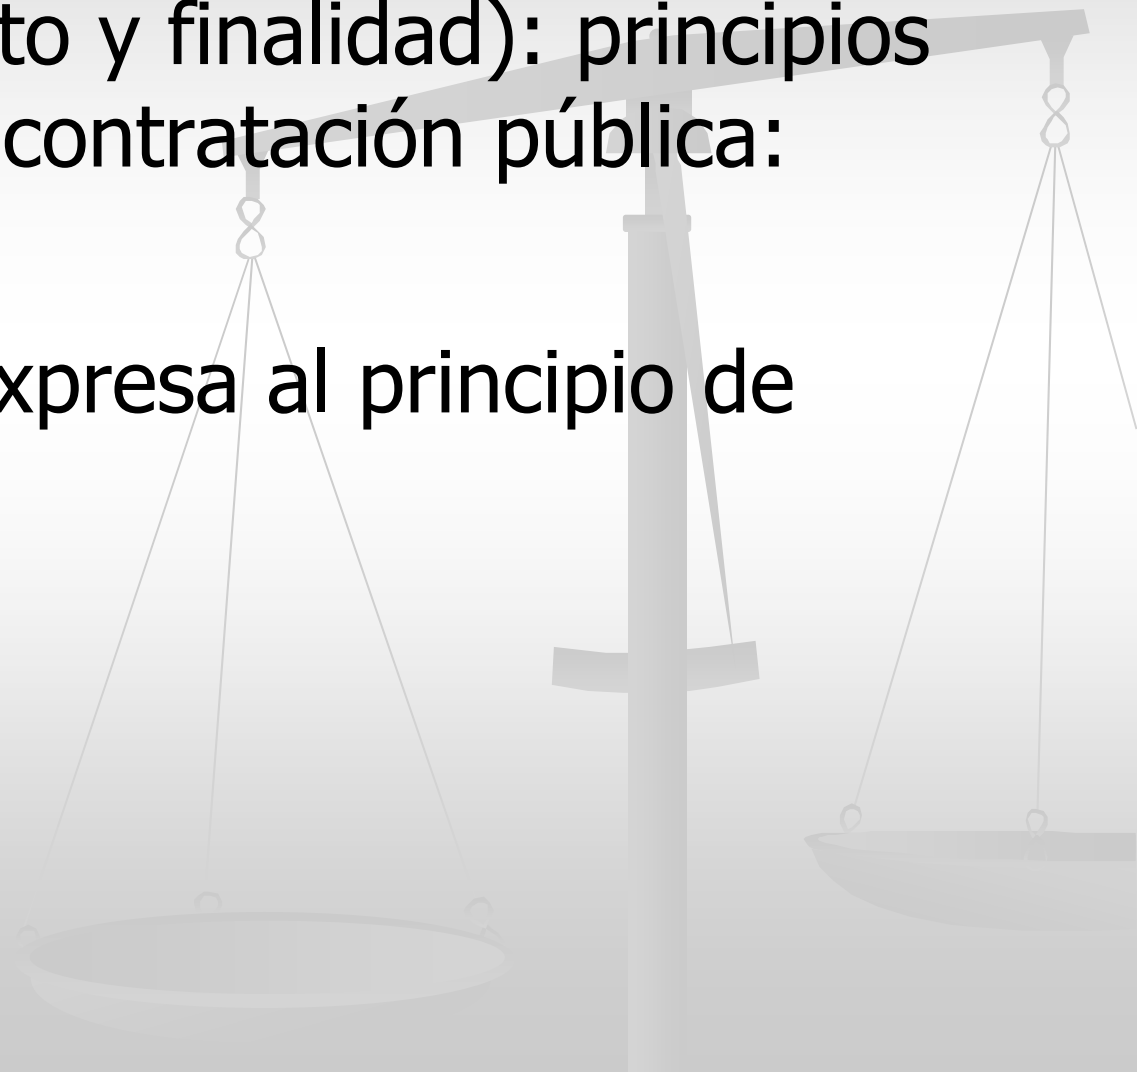 to y finalidad): principios
contratación pública:
xpresa al principio de